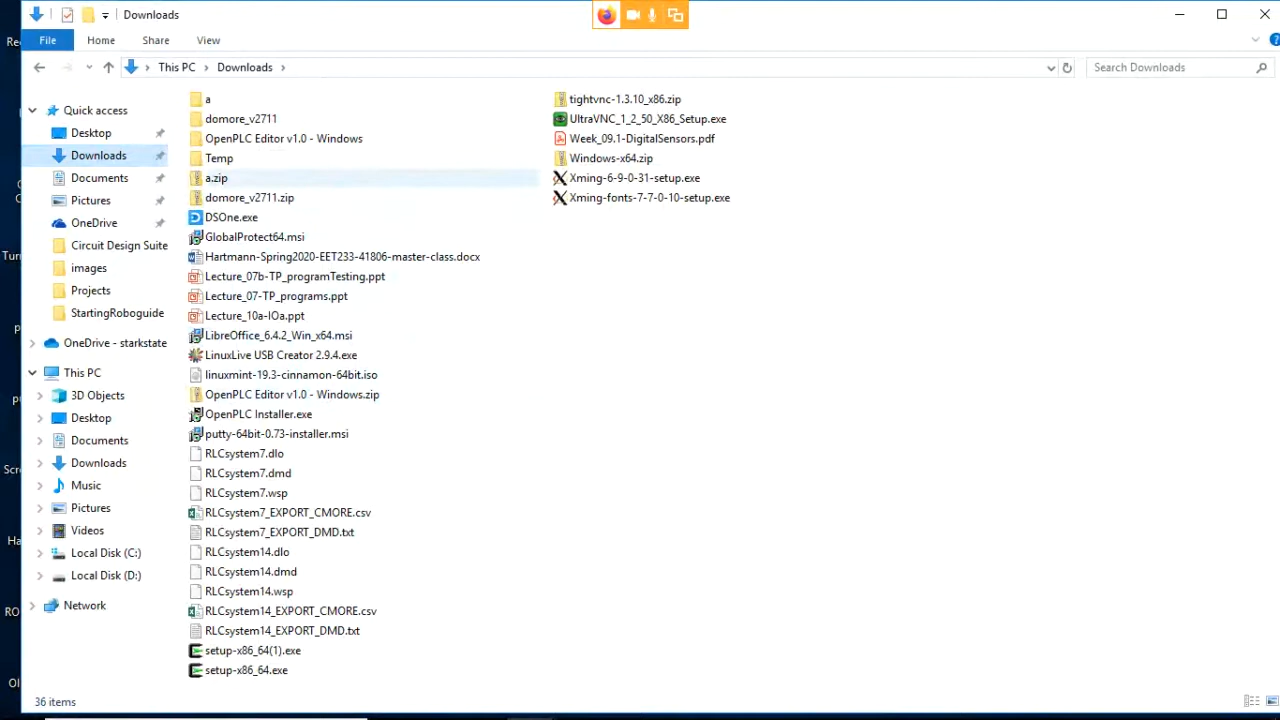 Downloads
File Home Share View
This PC Downloads
Search Downloads
Quick access
Desktop
Downloads
Documents
Pictures
OneDrive
Circuit Design Suite
images
Projects
StartingRoboguide
OneDrive - starkstate
This PC
3D Objects
Desktop
Documents
Downloads
Music
Pictures
Videos
Local Disk (C:)
Local Disk (D:)
Network
a
domore_v2711
OpenPLC Editor v1.0 - Windows
Temp
a.zip
domore_v2711.zip
DSOne.exe
GlobalProtect64.msi
Hartmann-Spring2020-EET233-41806-master-class.docx
Lecture_07b-TP_programTesting.ppt
Lecture_07-TP_programs.ppt
Lecture_10a-IOa.ppt
LibreOffice_6.4.2_Win_x64.msi
LinuxLive USB Creator 2.9.4.exe
linuxmint-19.3-cinnamon-64bit.iso
OpenPLC Editor v1.0 - Windows.zip
OpenPLC Installer.exe
putty-64bit-0.73-installer.msi
RLCsystem7.dlo
RLCsystem7.dmd
RLCsystem7.wsp
RLCsystem7_EXPORT_CMORE.csv
RLCsystem7_EXPORT_DMD.txt
RLCsystem14.dlo
RLCsystem14.dmd
RLCsystem14.wsp
RLCsystem14_EXPORT_CMORE.csv
RLCsystem14_EXPORT_DMD.txt
setup-x86_64(1).exe
setup-x86_64.exe
tightvnc-1.3.10_x86.zip
UltraVNC_1_2_50_X86_Setup.exe
Week_09.1-DigitalSensors.pdf
Windows-x64.zip
Xming-6-9-0-31-setup.exe
Xming-fonts-7-7-0-10-setup.exe
36 items